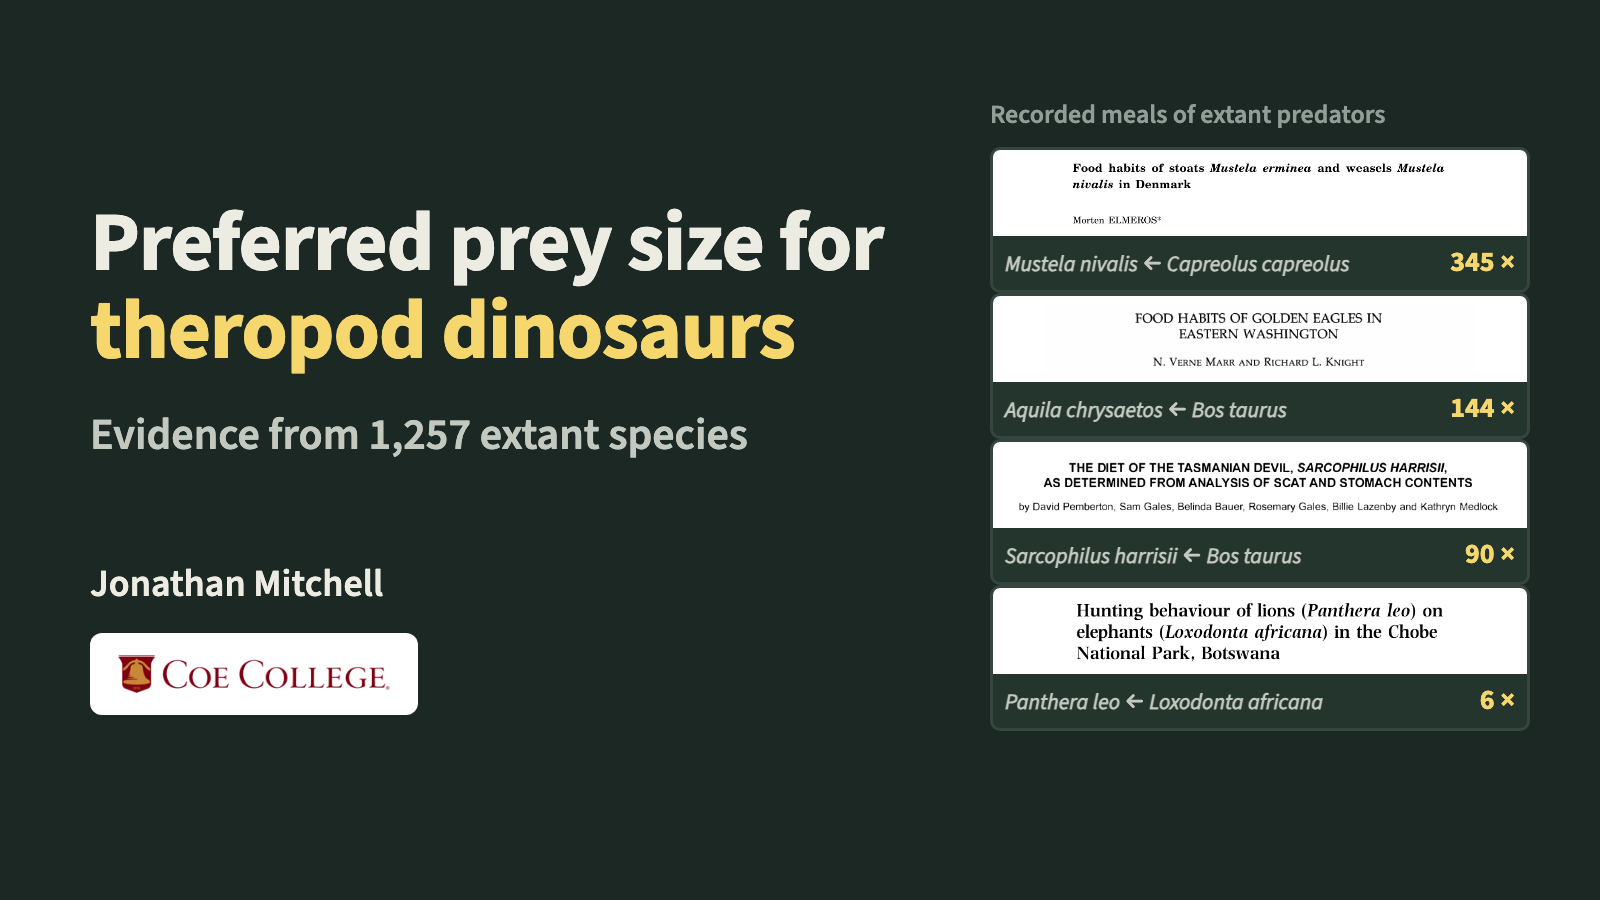 Preferred prey size for
theropod dinosaurs
Evidence from 1,257 extant species
Jonathan Mitchell
COE COLLEGE®
Recorded meals of extant predators
Food habits of stoats Mustela erminea and weasels Mustela
nivalis in Denmark
Morten ELMEROS*
Mustela nivalis ← Capreolus capreolus 345 ×
FOOD HABITS OF GOLDEN EAGLES IN
EASTERN WASHINGTON
N. VERNE MARR AND RICHARD L. KNIGHT
Aquila chrysaetos ← Bos taurus 144 ×
THE DIET OF THE TASMANIAN DEVIL, SARCOPHILUS HARRISII,
AS DETERMINED FROM ANALYSIS OF SCAT AND STOMACH CONTENTS
by David Pemberton, Sam Gales, Belinda Bauer, Rosemary Gales, Billie Lazenby and Kathryn Medlock
Sarcophilus harrisii ← Bos taurus 90 ×
Hunting behaviour of lions (Panthera leo) on
elephants (Loxodonta africana) in the Chobe
National Park, Botswana
Panthera leo ← Loxodonta africana 6 ×